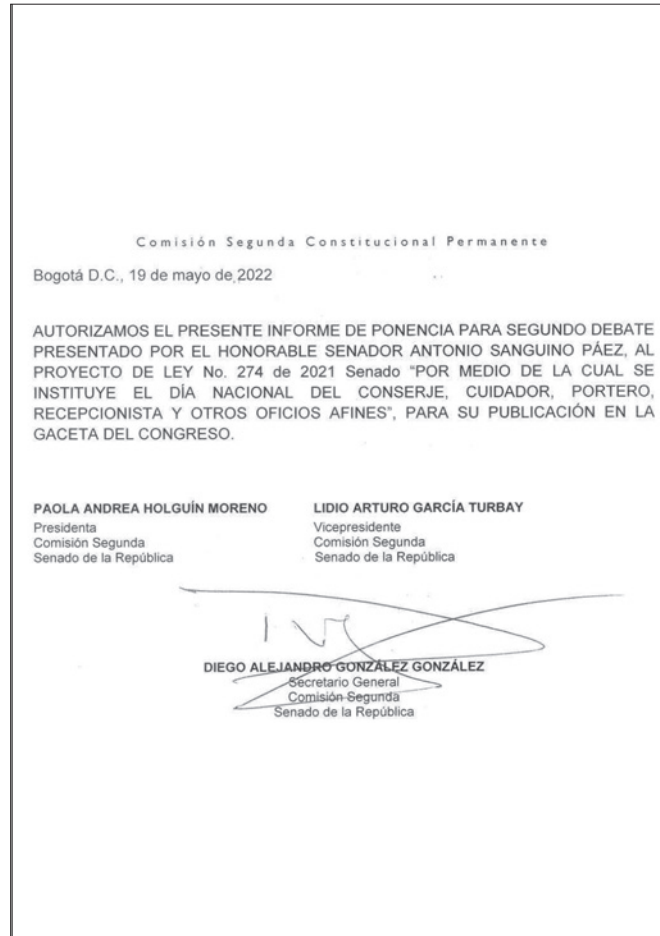 Comisión Segunda Constitucional Permanente
Bogotá D.C., 19 de mayo de 2022
AUTORIZAMOS EL PRESENTE INFORME DE PONENCIA PARA SEGUNDO DEBATE
PRESENTADO POR EL HONORABLE SENADOR ANTONIO SANGUINO PÁEZ, AL
PROYECTO DE LEY No. 274 de 2021 Senado "POR MEDIO DE LA CUAL SE
INSTITUYE EL DÍA NACIONAL DEL CONSERJE, CUIDADOR, PORTERO,
RECEPCIONISTA Y OTROS OFICIOS AFINES", PARA SU PUBLICACIÓN EN LA
GACETA DEL CONGRESO.
PAOLA ANDREA HOLGUÍN MORENO LIDIO ARTURO GARCÍA TURBAY
Presidenta Vicepresidente
Comisión Segunda Comisión Segunda
Senado de la República Senado de la República
DIEGO ALEJANDRO GONZÁLEZ GONZÁLEZ
Secretario General
Comisión Segunda
Senado de la República